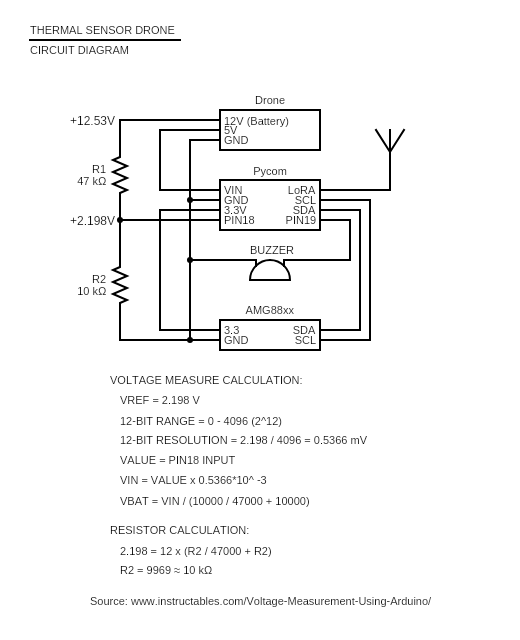 THERMAL SENSOR DRONE
CIRCUIT DIAGRAM
Drone
+12.53V
12V (Battery)
5V
GND
R1
47 kΩ
Pycom
VIN
LoRA
GND
SCL
3.3V
SDA
+2.198V
PIN18
PIN19
BUZZER
R2
10 kΩ
AMG88xx
3.3
SDA
GND
SCL
VOLTAGE MEASURE CALCULATION:
VREF = 2.198 V
12-BIT RANGE = 0 - 4096 (2^12)
12-BIT RESOLUTION = 2.198 / 4096 = 0.5366 mV
VALUE = PIN18 INPUT
VIN = VALUE x 0.5366*10^ -3
VBAT = VIN / (10000 / 47000 + 10000)
RESISTOR CALCULATION:
2.198 = 12 x (R2 / 47000 + R2)
R2 = 9969 ≈ 10 kΩ
Source: www.instructables.com/Voltage-Measurement-Using-Arduino/